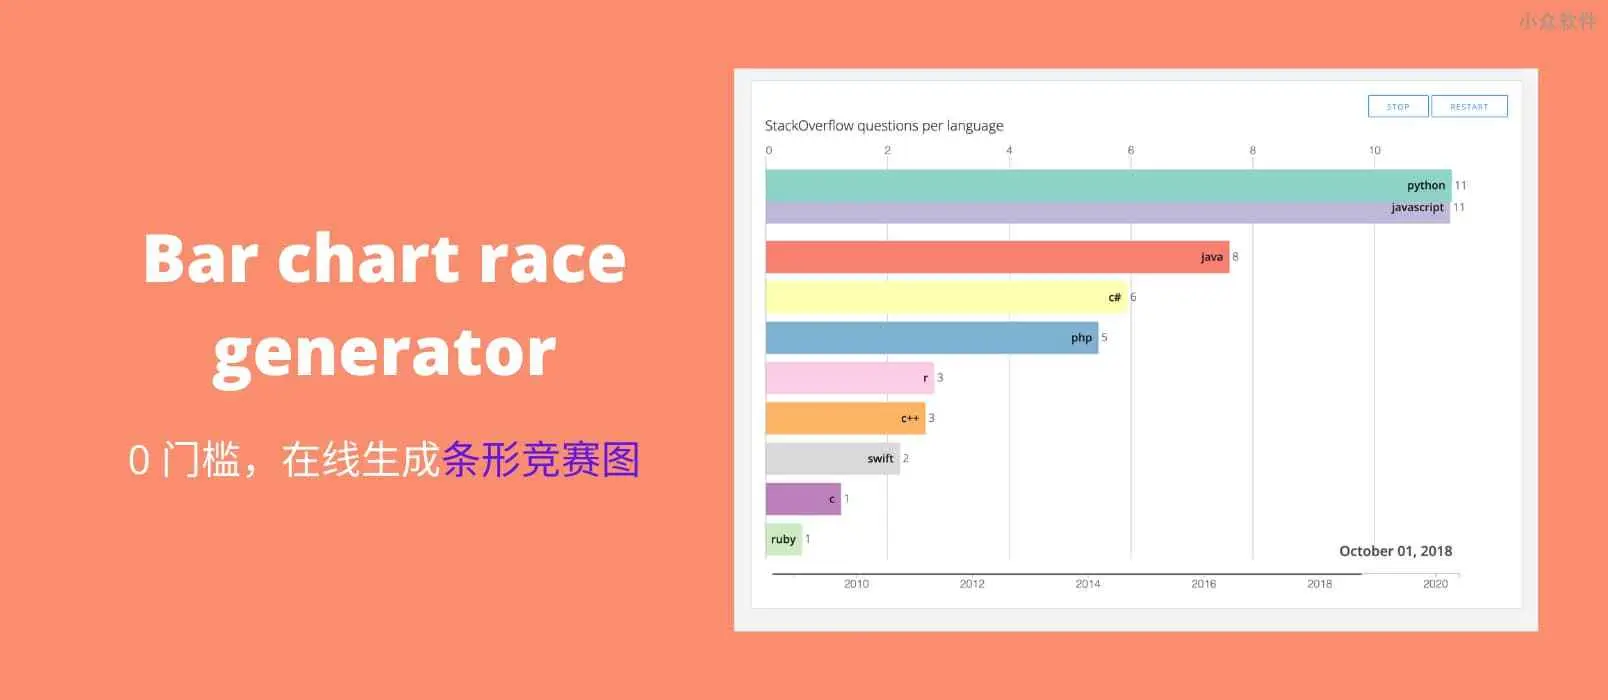 小众软件
Bar chart race
generator
0 门槛，在线生成条形竞赛图
STOP RESTART
StackOverflow questions per language
0 2 4 6 8 10
python 11
javascript 11
java 8
c# 6
php 5
r 3
c++ 3
swift 2
c 1
ruby 1
October 01, 2018
2010 2012 2014 2016 2018 2020